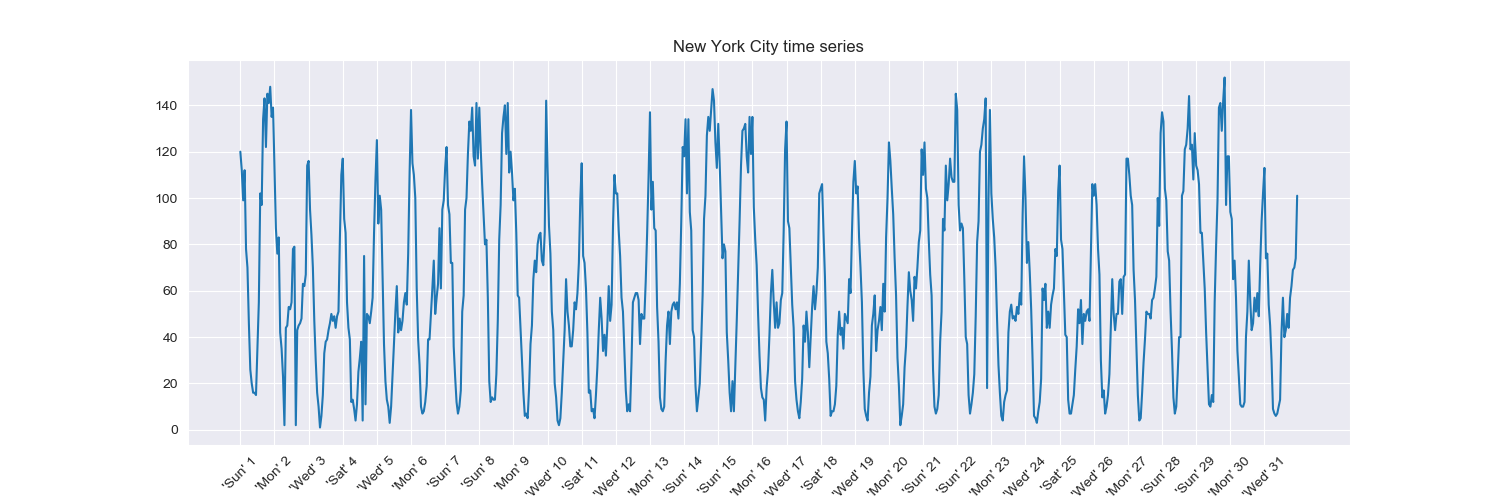 New York City time series
140
120
100
80
60
40
20
0
'Sun' 1
'Mon' 2
'Wed' 3
'Sat' 4
'Wed' 5
'Mon' 6
'Sun' 7
'Sun' 8
'Mon' 9
'Wed' 10
'Sat' 11
'Wed' 12
'Mon' 13
'Sun' 14
'Sun' 15
'Mon' 16
'Wed' 17
'Sat' 18
'Wed' 19
'Mon' 20
'Sun' 21
'Sun' 22
'Mon' 23
'Wed' 24
'Sat' 25
'Wed' 26
'Mon' 27
'Sun' 28
'Sun' 29
'Mon' 30
'Wed' 31